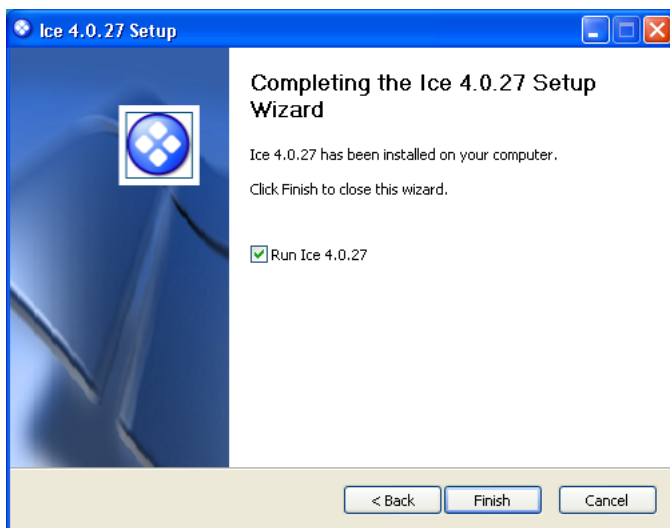 Ice 4.0.27 Setup
Completing the Ice 4.0.27 Setup
Wizard
Ice 4.0.27 has been installed on your computer.
Click Finish to close this wizard.
Run Ice 4.0.27
< Back
Finish
Cancel